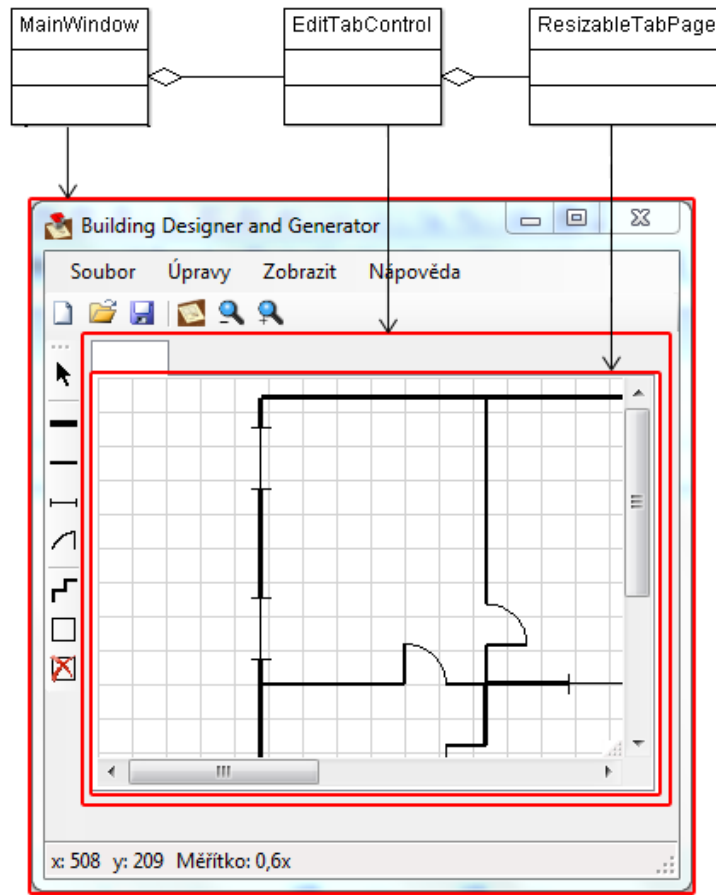 MainWindow EditTabControl ResizableTabPage
Building Designer and Generator
Soubor Úpravy Zobrazit Nápověda
x: 508 y: 209 Měřítko: 0,6x